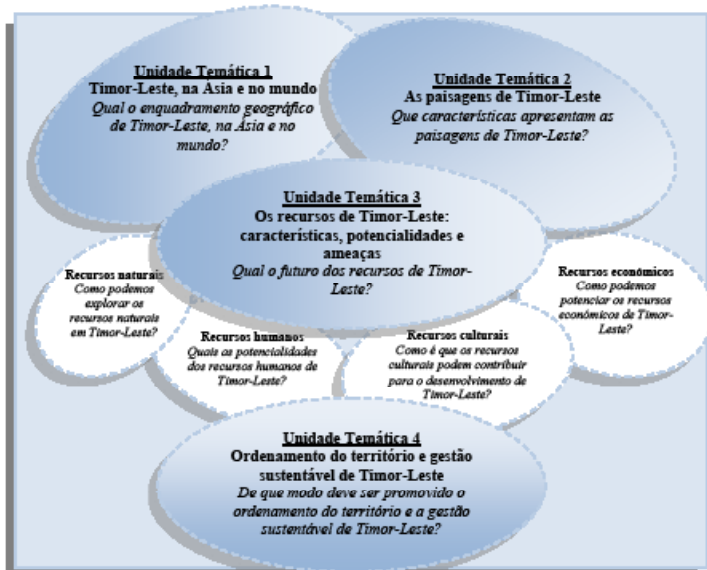 Unidade Temática 1
Timor-Leste, na Ásia e no mundo
Qual o enquadramento geográfico
de Timor-Leste, na Ásia e no
mundo?
Unidade Temática 2
As paisagens de Timor-Leste
Que características apresentam as
paisagens de Timor-Leste?
Unidade Temática 3
Os recursos de Timor-Leste:
características, potencialidades e
ameaças
Qual o futuro dos recursos de Timor-
Leste?
Recursos naturais
Como podemos
explorar os
recursos naturais
em Timor-Leste?
Recursos humanos
Quais as potencialidades
dos recursos humanos de
Timor-Leste?
Recursos culturais
Como é que os recursos
culturais podem contribuir
para o desenvolvimento de
Timor-Leste?
Recursos económicos
Como podemos
potenciar os recursos
económicos de Timor-
Leste?
Unidade Temática 4
Ordenamento do território e gestão
sustentável de Timor-Leste
De que modo deve ser promovido o
ordenamento do território e a gestão
sustentável de Timor-Leste?